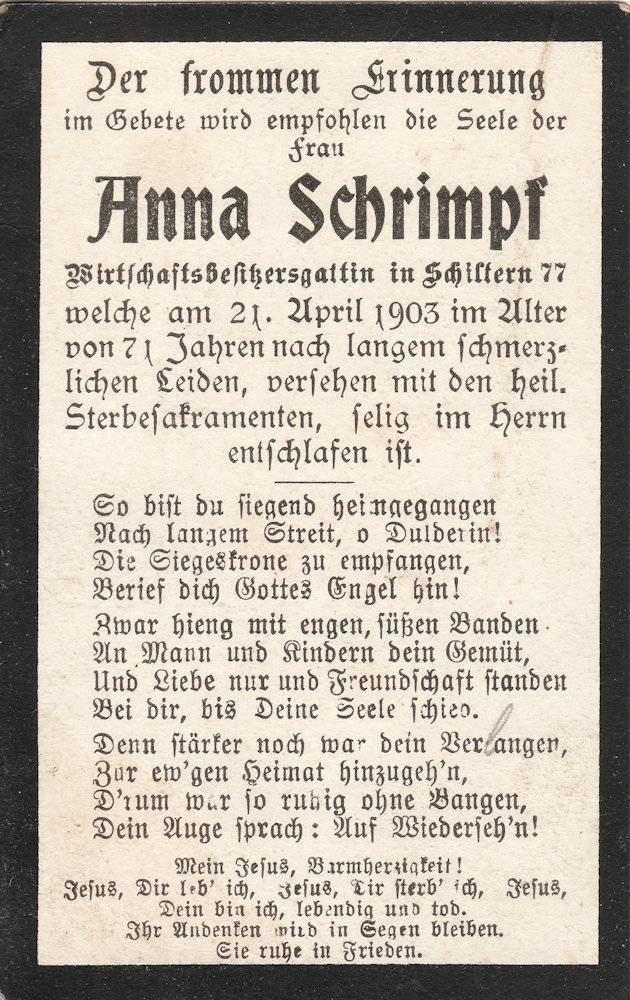 Der frommen Erinnerung
im Gebete wird empfohlen die Seele der
Frau
Anna Schrimpf
Wirtschaftsbesitzersgattin in Schiltern 77
welche am 21. April 1903 im Alter
von 71 Jahren nach langem schmerz-
lichen Leiden, versehen mit den heil.
Sterbesakramenten, selig im Herrn
entschlafen ist.
So bist du siegend heimgegangen
Nach langem Streit, o Dulderin!
Die Siegeskrone zu empfangen,
Berief dich Gottes Engel hin!
Zwar hieng mit engen, süßen Banden
An Mann und Kindern dein Gemüt,
Und Liebe nur und Freundschaft standen
Bei dir, bis Deine Seele schied.
Denn stärker noch war dein Verlangen,
Zur ew'gen Heimat hinzugeh'n,
D'rum war so ruhig ohne Bangen,
Dein Auge sprach: Auf Wiederseh'n!
Mein Jesus, Barmherzigkeit!
Jesus, Dir leb' ich, Jesus, Dir sterb' ich, Jesus,
Dein bin ich, lebendig und tod.
Ihr Andenken wird in Segen bleiben.
Sie ruhe in Frieden.